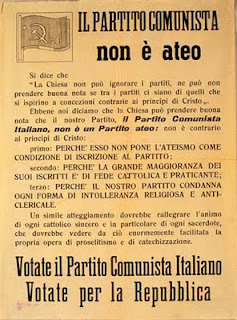 IL PARTITO COMUNISTA
non è ateo
Si dice che
"La Chiesa non può ignorare i partiti, ne può non
prendere buona nota se tra i partiti ci siano di quelli che
si ispirino a concezioni contrarie ai principi di Cristo„.
Ebbene noi diciamo che la Chiesa può prendere buona
nota che il nostro Partito, il Partito Comunista
Italiano, non è un Partito ateo: non è contrario
ai principi di Cristo:
primo: PERCHE' ESSO NON PONE L'ATEISMO COME
CONDIZIONE DI ISCRIZIONE AL PARTITO;
secondo: PERCHE' LA GRANDE MAGGIORANZA DEI
SUOI ISCRITTI E' DI FEDE CATTOLICA E PRATICANTE;
terzo: PERCHE' IL NOSTRO PARTITO CONDANNA
OGNI FORMA DI INTOLLERANZA RELIGIOSA E ANTI-
CLERICALE.
Un simile atteggiamento dovrebbe rallegrare l'animo
di ogni cattolico sincero e in particolare di ogni sacerdote,
che dovrebbe vedere da ciò enormemente facilitata la
propria opera di proselitismo e di catechizzazione.
Votate il Partito Comunista Italiano
Votate per la Repubblica